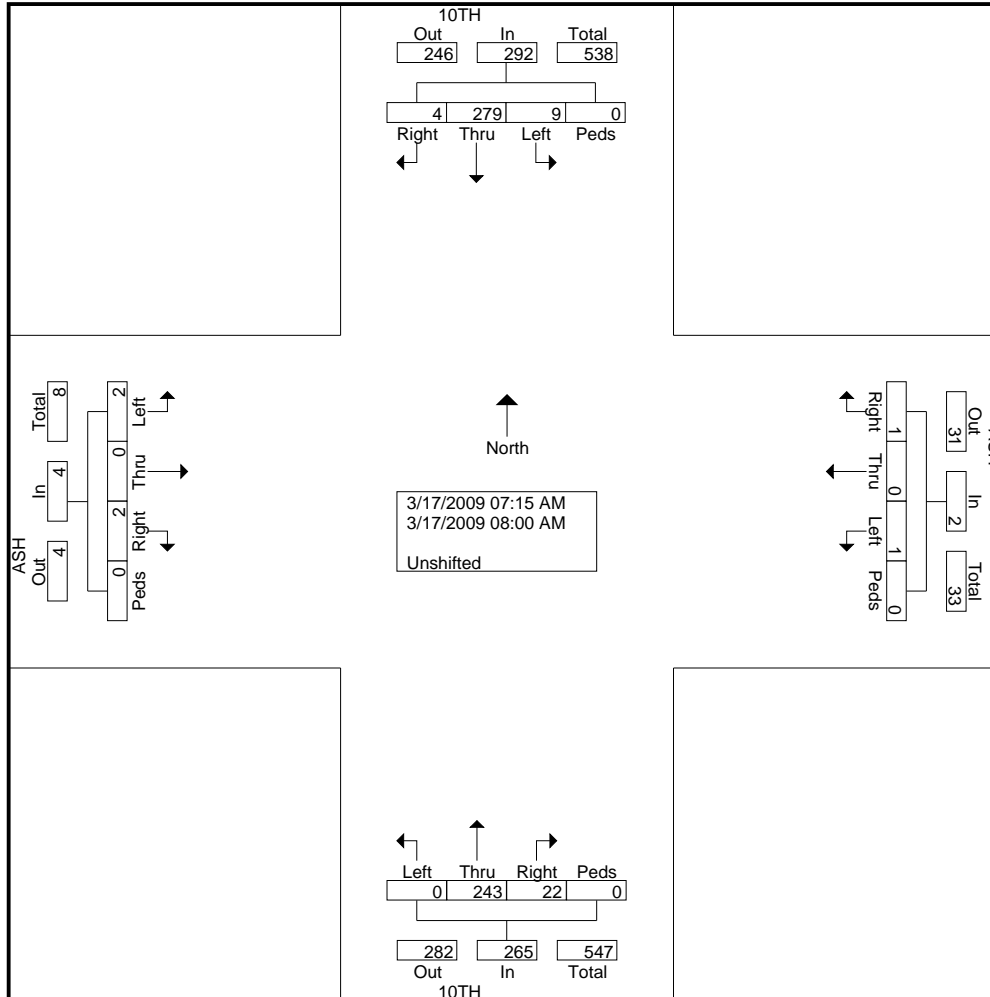 10TH
Out In Total
246 292 538
4 279 9 0
Right Thru Left Peds
Total In Out
8 4 4
ASH
2 0 2 0
Left Thru Right Peds
North
3/17/2009 07:15 AM
3/17/2009 08:00 AM
Unshifted
Right Thru Left Peds
1 0 1 0
Out In Total
31 2 33
Left Thru Right Peds
0 243 22 0
282 265 547
Out In Total
10TH